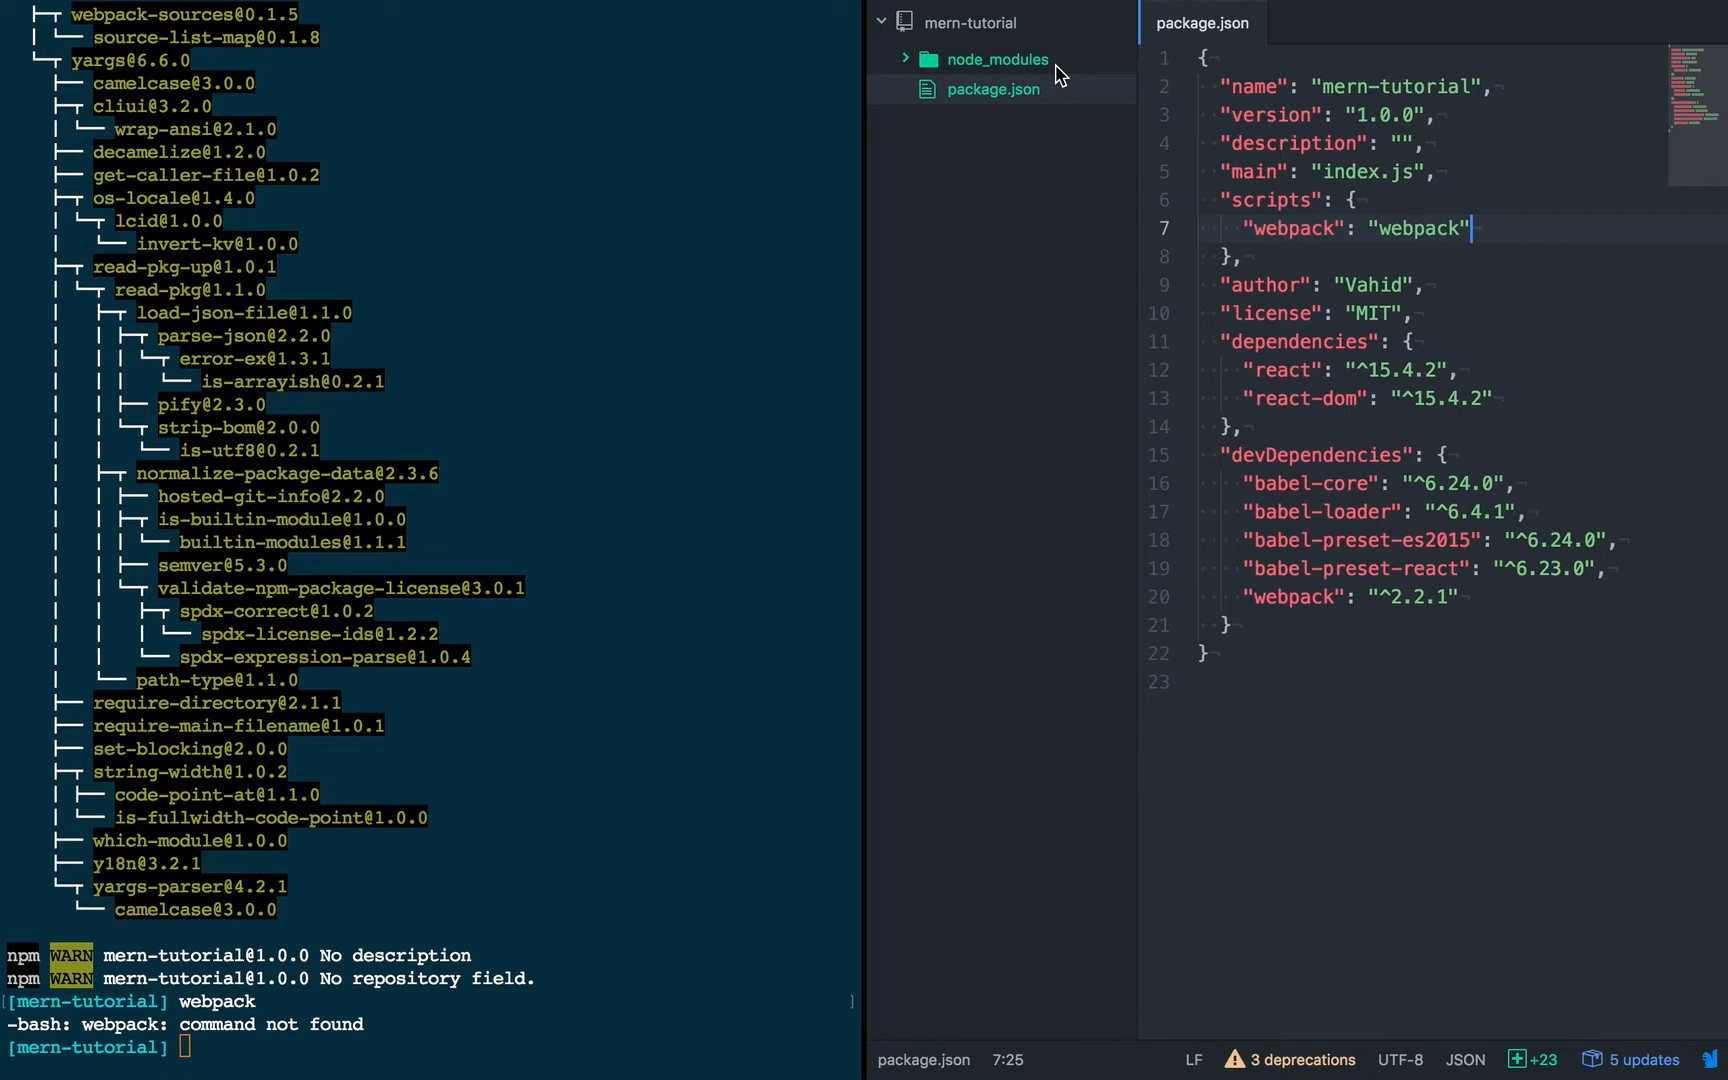 webpack-sources@0.1.5
source-list-map@0.1.8
yargs@6.6.0
camelcase@3.0.0
cliui@3.2.0
wrap-ansi@2.1.0
decamelize@1.2.0
get-caller-file@1.0.2
os-locale@1.4.0
lcid@1.0.0
invert-kv@1.0.0
read-pkg-up@1.0.1
read-pkg@1.1.0
load-json-file@1.1.0
parse-json@2.2.0
error-ex@1.3.1
is-arrayish@0.2.1
pify@2.3.0
strip-bom@2.0.0
is-utf8@0.2.1
normalize-package-data@2.3.6
hosted-git-info@2.2.0
is-builtin-module@1.0.0
builtin-modules@1.1.1
semver@5.3.0
validate-npm-package-license@3.0.1
spdx-correct@1.0.2
spdx-license-ids@1.2.2
spdx-expression-parse@1.0.4
path-type@1.1.0
require-directory@2.1.1
require-main-filename@1.0.1
set-blocking@2.0.0
string-width@1.0.2
code-point-at@1.1.0
is-fullwidth-code-point@1.0.0
which-module@1.0.0
y18n@3.2.1
yargs-parser@4.2.1
camelcase@3.0.0
npm WARN mern-tutorial@1.0.0 No description
npm WARN mern-tutorial@1.0.0 No repository field.
[[mern-tutorial] webpack ]
-bash: webpack: command not found
[mern-tutorial]
mern-tutorial
node_modules
package.json
package.json
1 {
2 "name": "mern-tutorial",
3 "version": "1.0.0",
4 "description": "",
5 "main": "index.js",
6 "scripts": {
7 "webpack": "webpack"
8 },
9 "author": "Vahid",
10 "license": "MIT",
11 "dependencies": {
12 "react": "^15.4.2",
13 "react-dom": "^15.4.2"
14 },
15 "devDependencies": {
16 "babel-core": "^6.24.0",
17 "babel-loader": "^6.4.1",
18 "babel-preset-es2015": "^6.24.0",
19 "babel-preset-react": "^6.23.0",
20 "webpack": "^2.2.1"
21 }
22 }
23
package.json 7:25 LF 3 deprecations UTF-8 JSON +23 5 updates